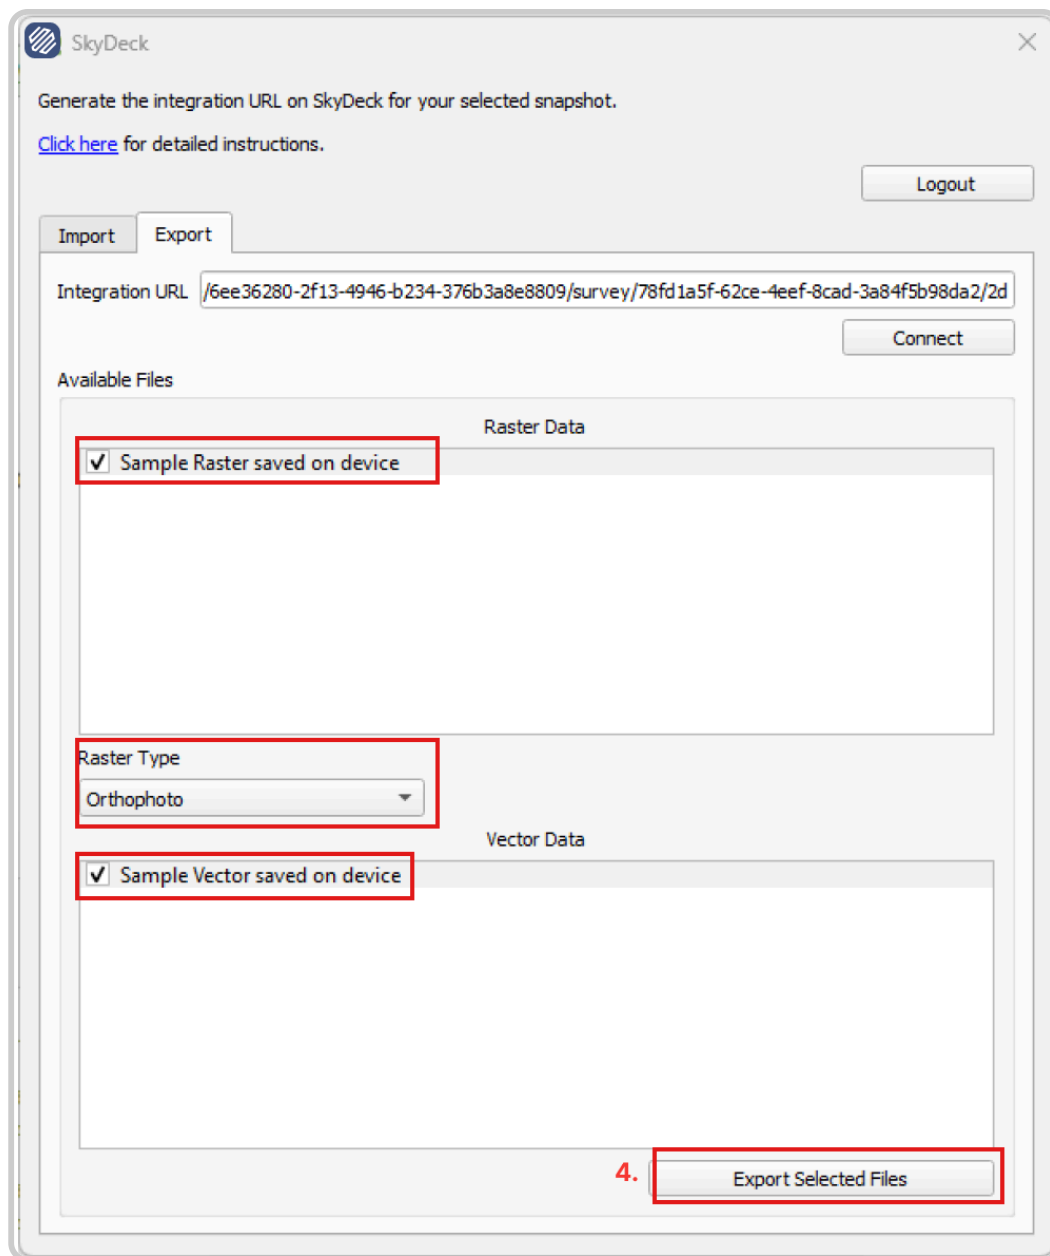 SkyDeck
Generate the integration URL on SkyDeck for your selected snapshot.
Click here for detailed instructions.
Logout
Import Export
Integration URL /6ee36280-2f13-4946-b234-376b3a8e8809/survey/78fd1a5f-62ce-4eef-8cad-3a84f5b98da2/2d
Connect
Available Files
Raster Data
Sample Raster saved on device
Raster Type
Orthophoto
Vector Data
Sample Vector saved on device
4. Export Selected Files